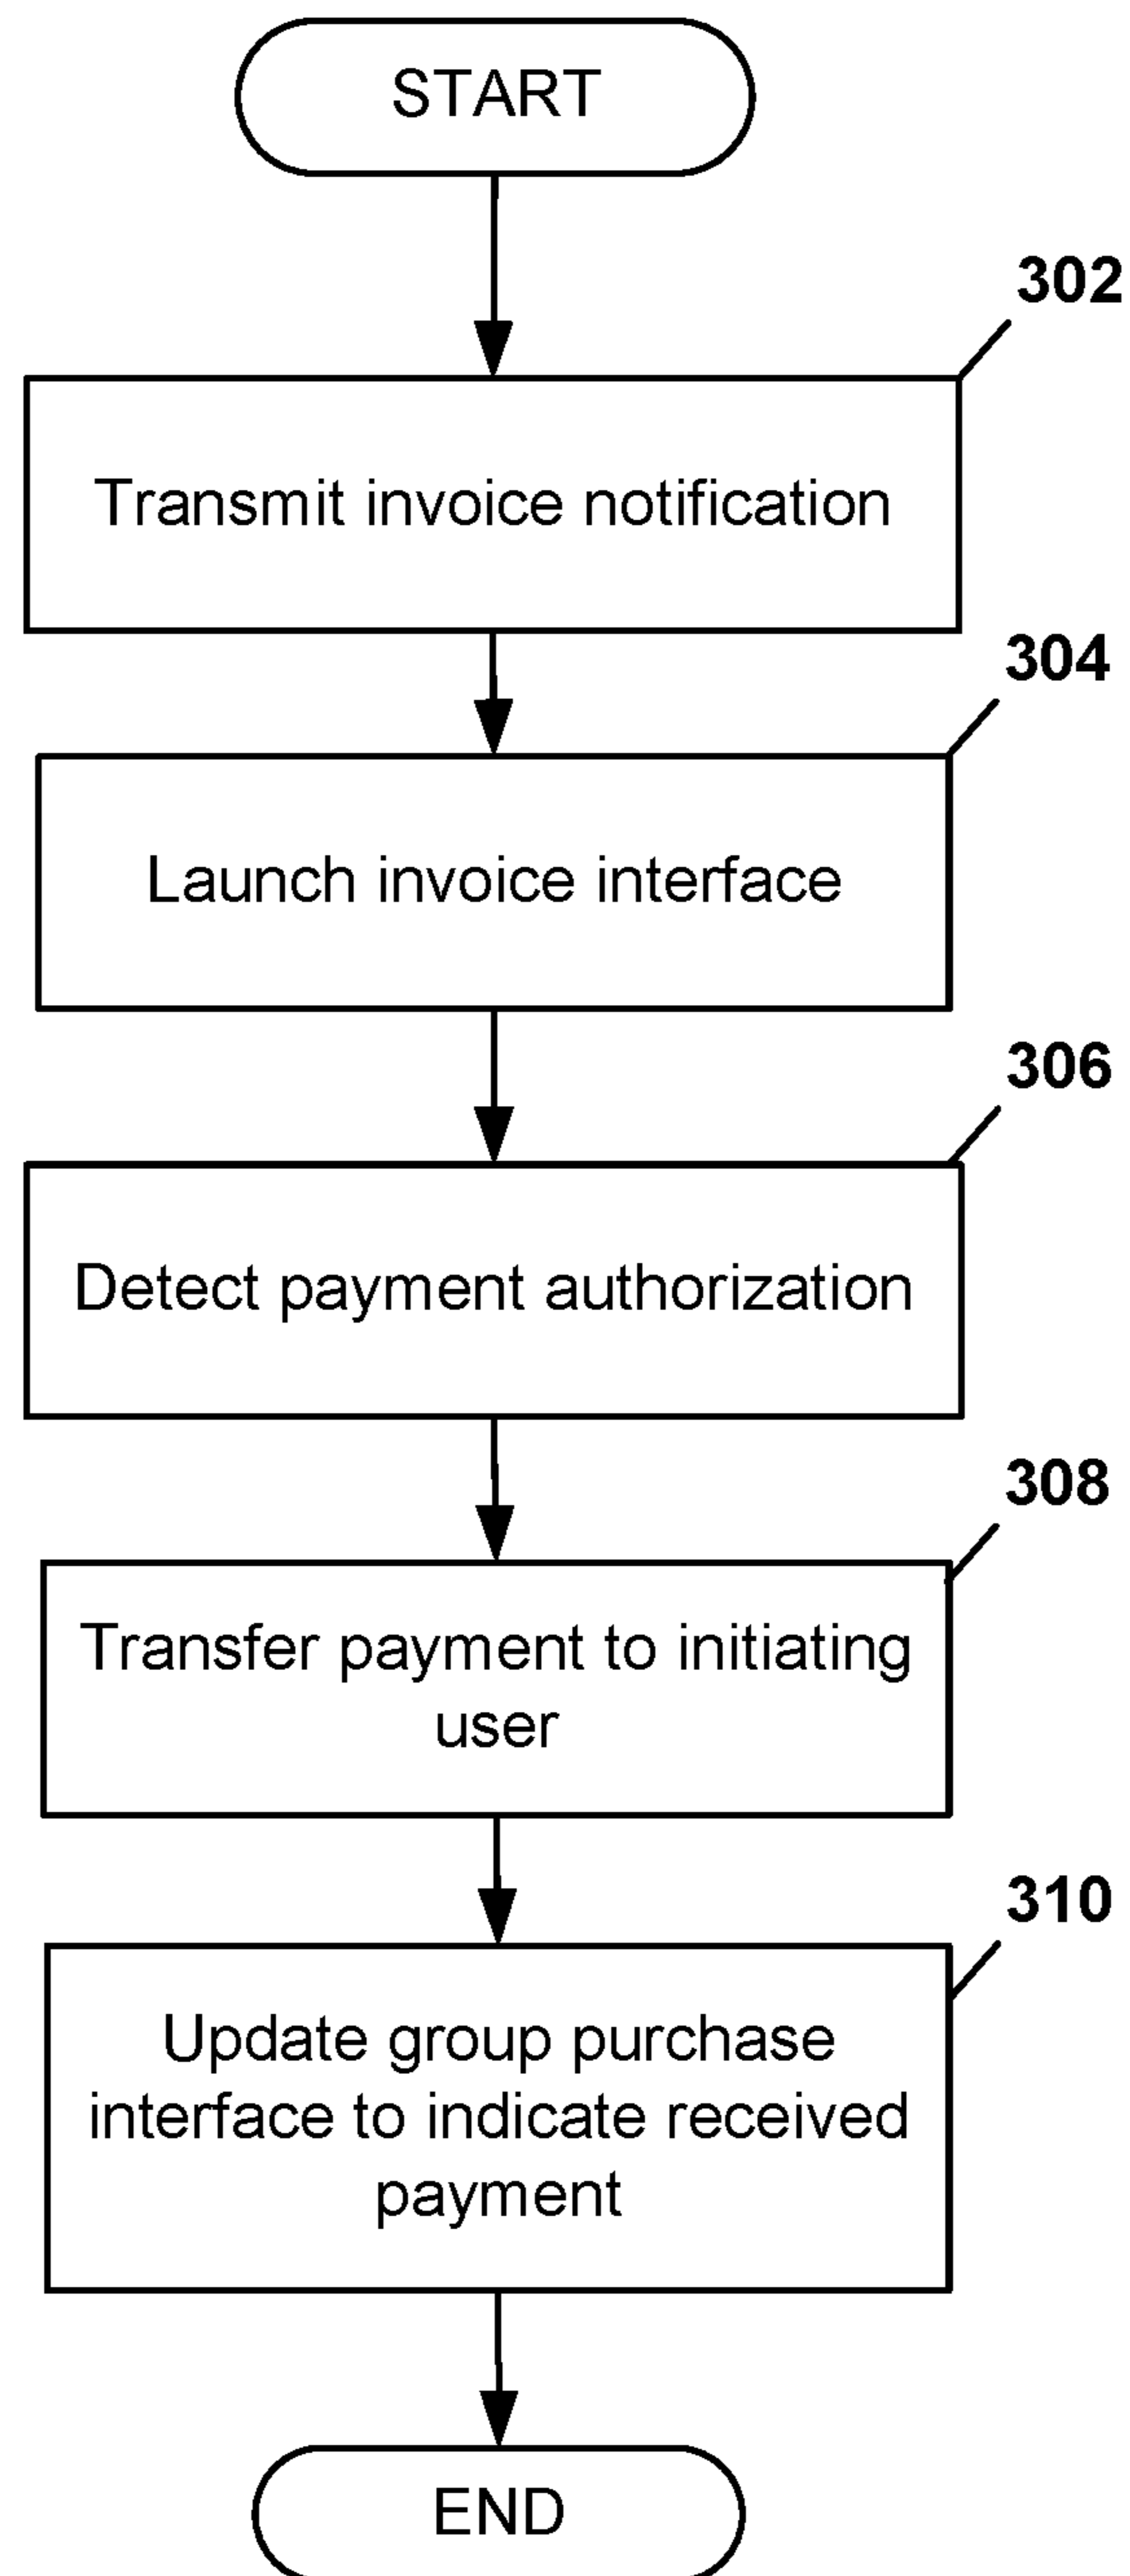 START
302
Transmit invoice notification
304
Launch invoice interface
306
Detect payment authorization
308
Transfer payment to initiating
user
310
Update group purchase
interface to indicate received
payment
END